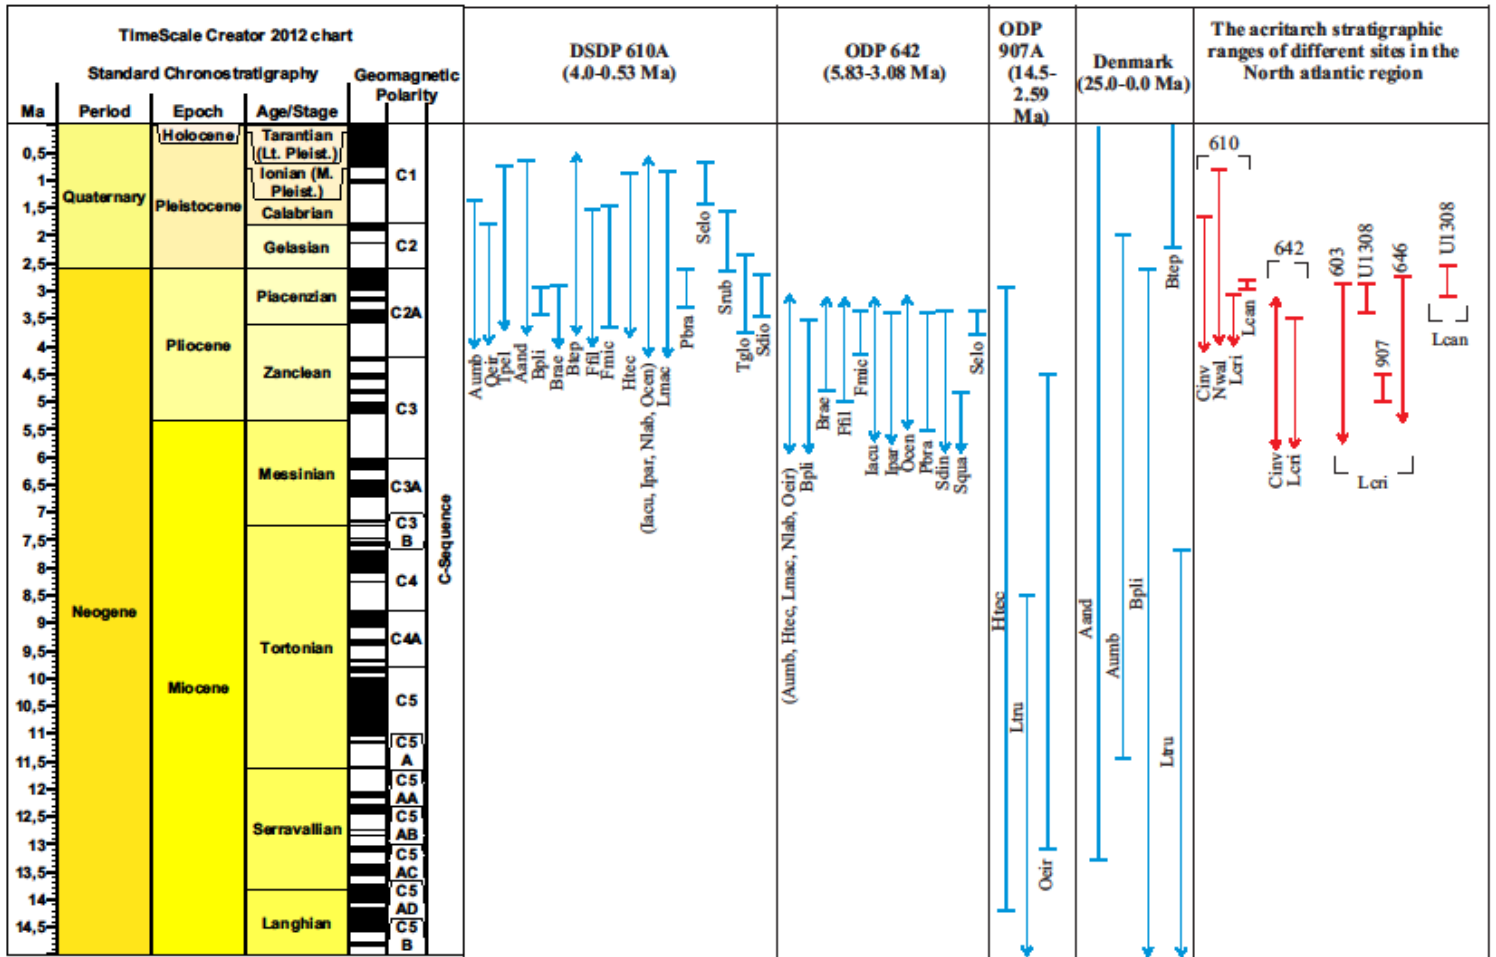 TimeScale Creator 2012 chart
Standard Chronostratigraphy
Geomagnetic
Polarity
Ma
Period
Epoch
Age/Stage
DSDP 610A
(4.0-0.53 Ma)
ODP 642
(5.83-3.08 Ma)
ODP
907A
(14.5-
2.59
Ma)
Denmark
(25.0-0.0 Ma)
The acritarch stratigraphic
ranges of different sites in the
North atlantic region
0,5
1
1,5
2
2,5
3
3,5
4
4,5
5
5,5
6
6,5
7
7,5
8
8,5
9
9,5
10
10,5
11
11,5
12
12,5
13
13,5
14
14,5
Quaternary
Neogene
Holocene
Pleistocene
Pliocene
Miocene
Tarantian
(Lt. Pleist.)
Ionian (M.
Pleist.)
Calabrian
Gelasian
Piacenzian
Zanclean
Messinian
Tortonian
Serravallian
Langhian
C1
C2
C2A
C3
C3A
C3
B
C4
C4A
C5
C5
A
C5
AA
C5
AB
C5
AC
C5
AD
C5
B
C-Sequence
Aumb
Oeir
Tpel
Aand
Bpli
Brae
Btep
Ffil
Fmic
Htec
(Iacu, Ipar, Nlab, Ocen)
Lmac
Pbra
Selo
Srub
Tglo
Sdio
(Aumb, Htec, Lmac, Nlab, Oeir)
Bpli
Brae
Ffil
Fmic
Iacu
Ipar
Ocen
Pbra
Sdin
Squa
Selo
Htec
Ltru
Oeir
Aand
Aumb
Bpli
Btep
Ltru
610
Cinv
Nwal
Lcri
Lcan
642
Cinv
Lcri
603
U1308
907
646
Lcri
U1308
Lcan